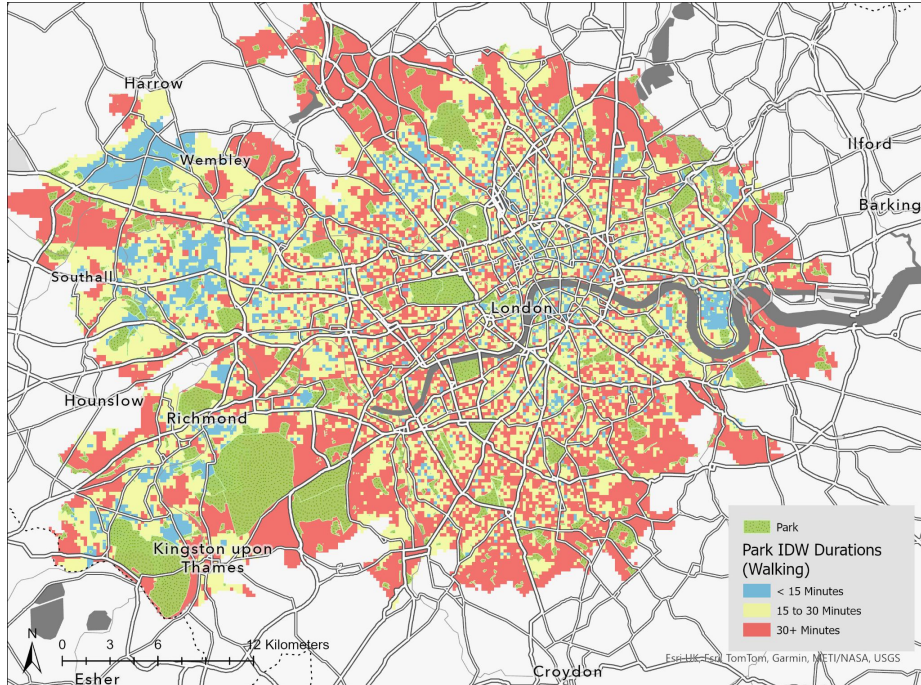 Harrow
Wembley
Ilford
Barking
Southall
London
Hounslow
Richmond
Kingston upon
Thames
Park
Park IDW Durations
(Walking)
< 15 Minutes
15 to 30 Minutes
30+ Minutes
N
0 3 6 12 Kilometers
Esri UK, Esri, TomTom, Garmin, METI/NASA, USGS
Esher
Croydon